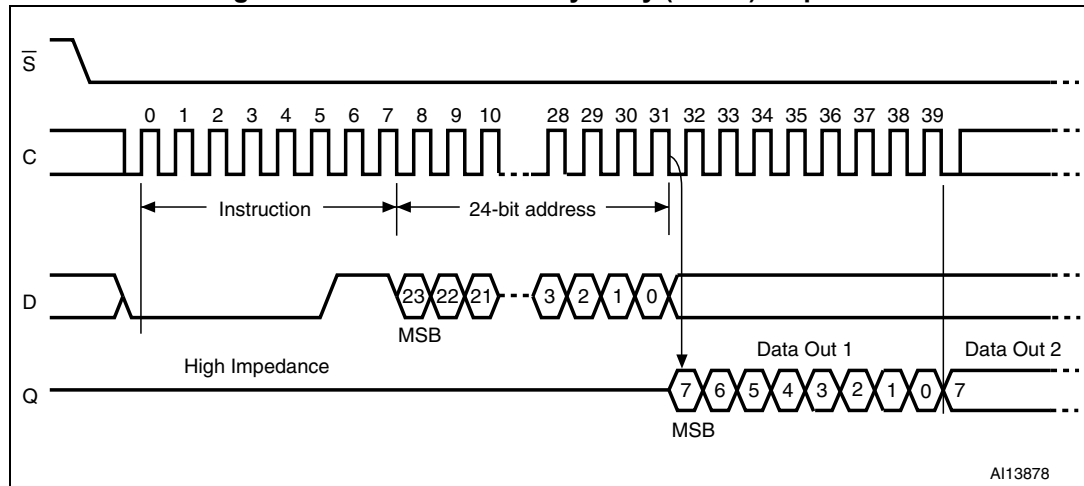 S
0 1 2 3 4 5 6 7 8 9 10 28 29 30 31 32 33 34 35 36 37 38 39
C
Instruction 24-bit address
D
23 22 21 3 2 1 0
MSB
High Impedance
Data Out 1 Data Out 2
Q
7 6 5 4 3 2 1 0 7
MSB
AI13878